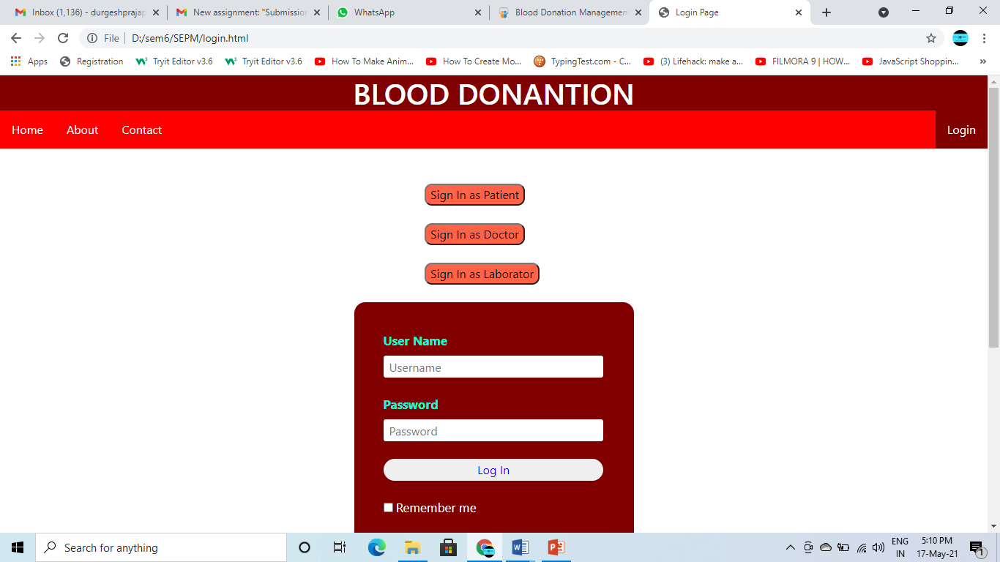 Inbox (1,136) - durgeshprajap
New assignment: "Submission
WhatsApp
Blood Donation Management
Login Page
File
D:/sem6/SEPM/login.html
Apps
Registration
Tryit Editor v3.6
Tryit Editor v3.6
How To Make Anim...
How To Create Mo...
TypingTest.com - C...
(3) Lifehack: make a...
FILMORA 9 | HOW...
JavaScript Shoppin...
»
BLOOD DONANTION
Home
About
Contact
Login
Sign In as Patient
Sign In as Doctor
Sign In as Laborator
User Name
Username
Password
Password
Log In
Remember me
Search for anything
ENG
IN
5:10 PM
17-May-21
1